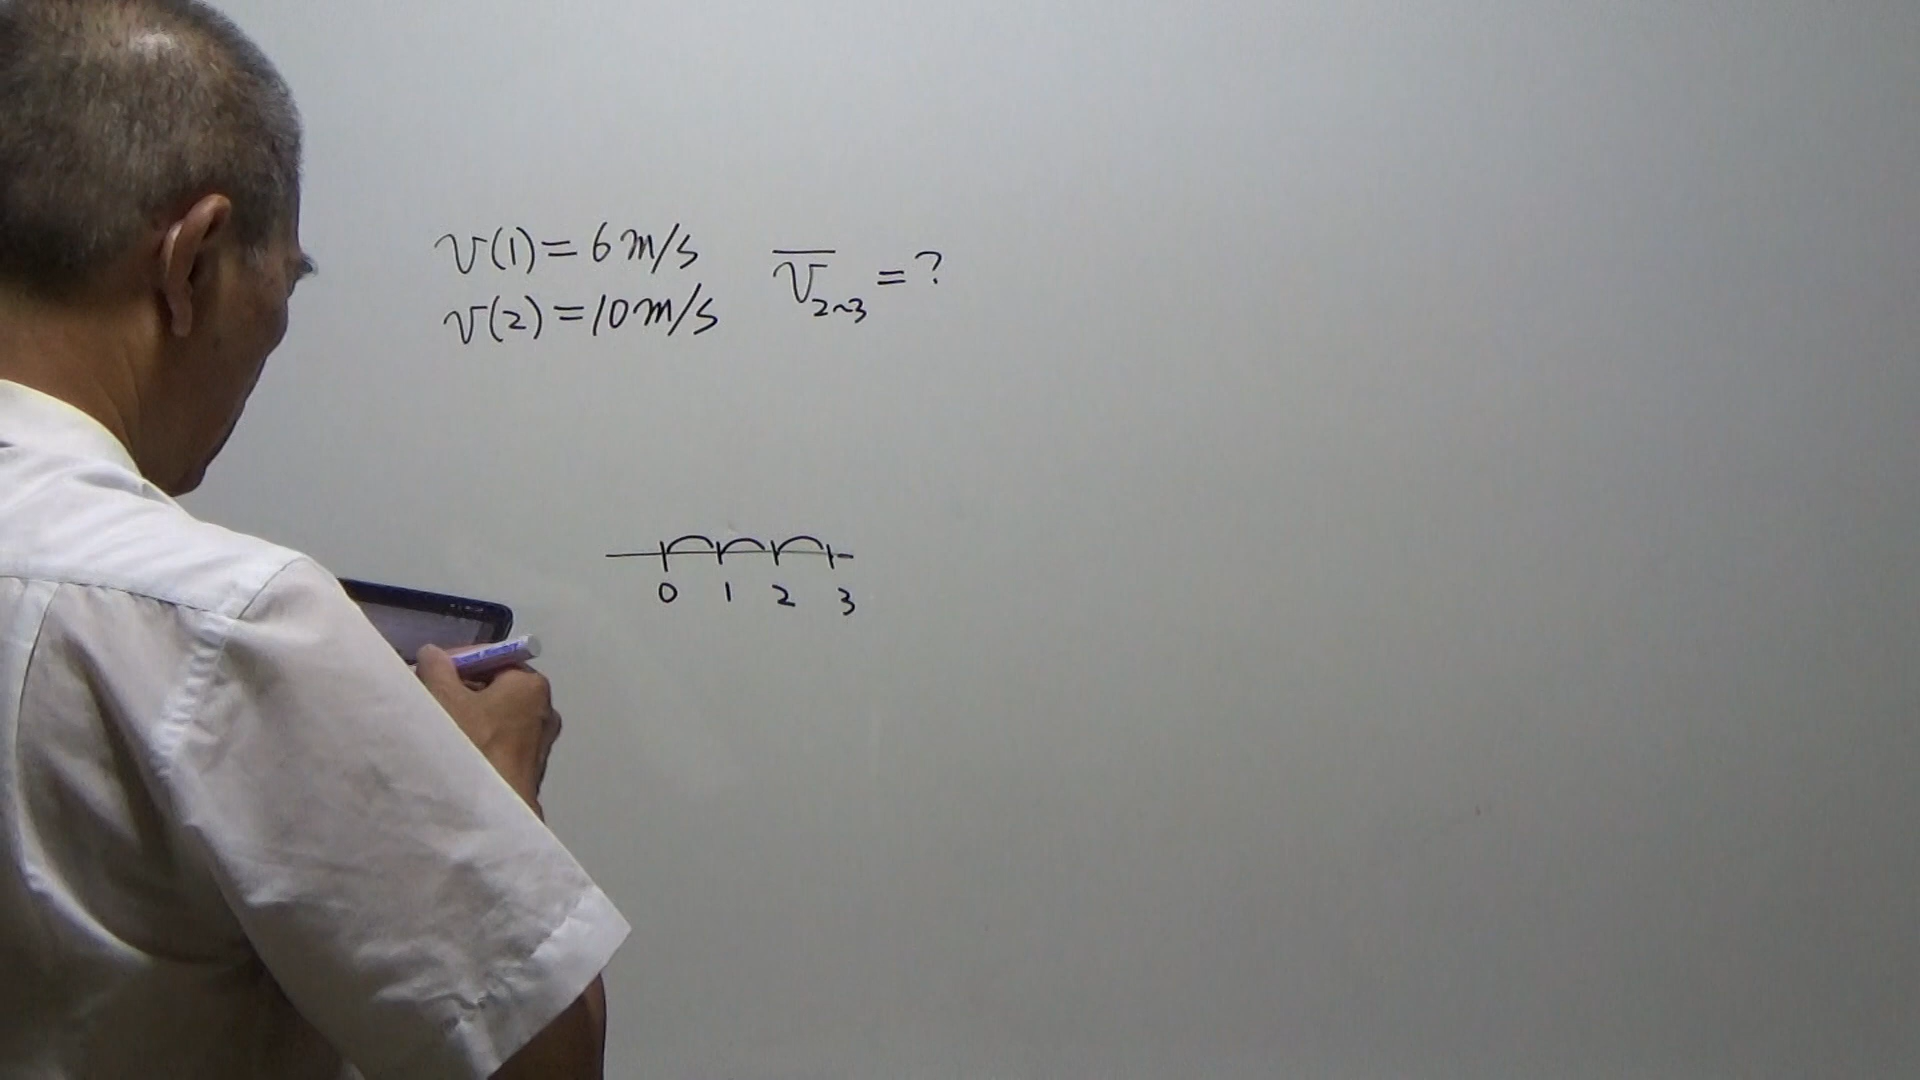 v(1)=6m/s
v(2)=10m/s
v̅₂~₃=?
0 1 2 3